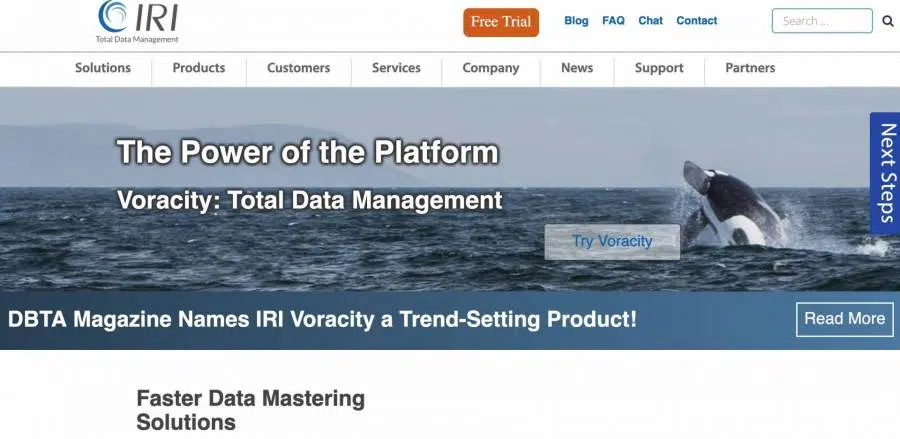 IRI
Total Data Management
Free Trial
Blog FAQ Chat Contact
Search ...
Solutions Products Customers Services Company News Support Partners
The Power of the Platform
Voracity: Total Data Management
Try Voracity
Next Steps
DBTA Magazine Names IRI Voracity a Trend-Setting Product!
Read More
Faster Data Mastering
Solutions